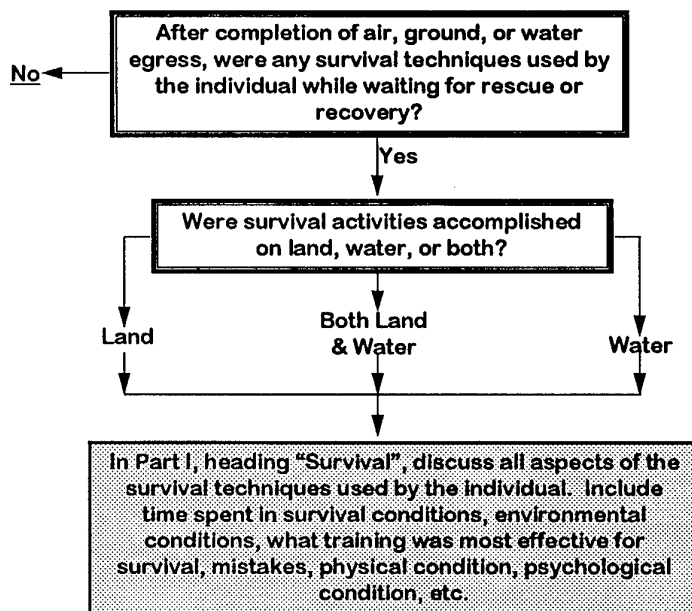 After completion of air, ground, or water
egress, were any survival techniques used by
the individual while waiting for rescue or
recovery?
No
Yes
Were survival activities accomplished
on land, water, or both?
Land
Both Land
& Water
Water
In Part I, heading “Survival”, discuss all aspects of the
survival techniques used by the individual. Include
time spent in survival conditions, environmental
conditions, what training was most effective for
survival, mistakes, physical condition, psychological
condition, etc.